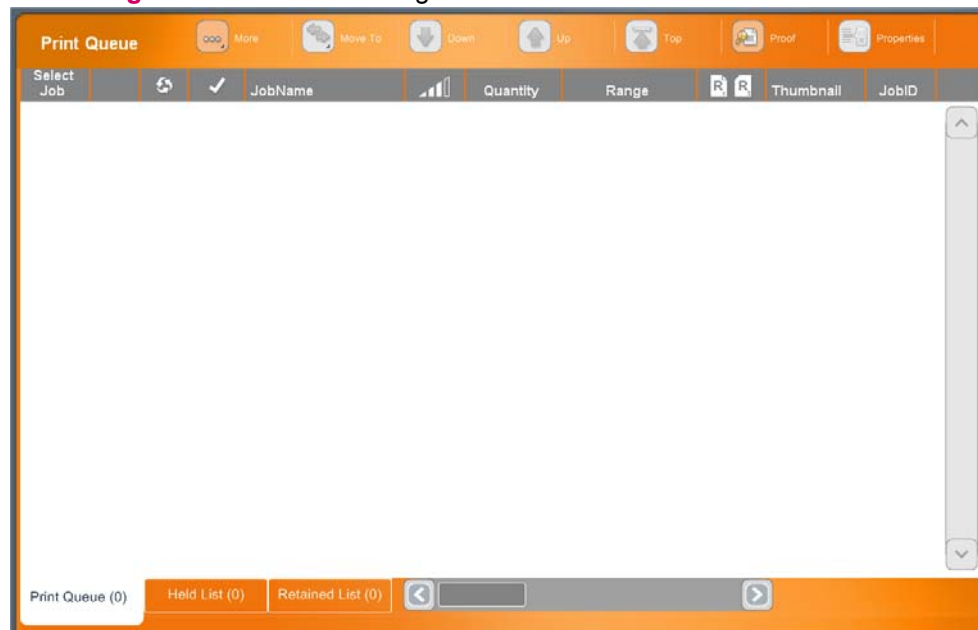 Print Queue More Move To Down Up Top Proof Properties
Select Job JobName Quantity Range R R Thumbnail JobID
Print Queue (0) Held List (0) Retained List (0)